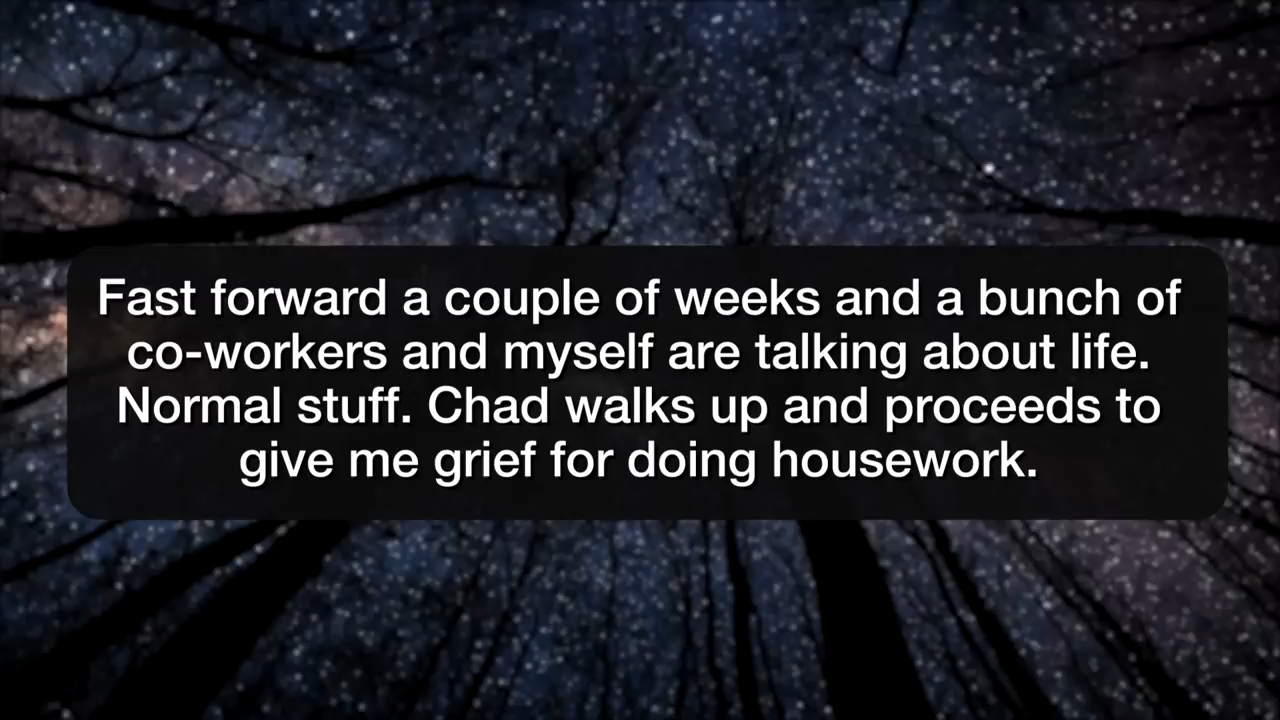 Fast forward a couple of weeks and a bunch of
co-workers and myself are talking about life.
Normal stuff. Chad walks up and proceeds to
give me grief for doing housework.